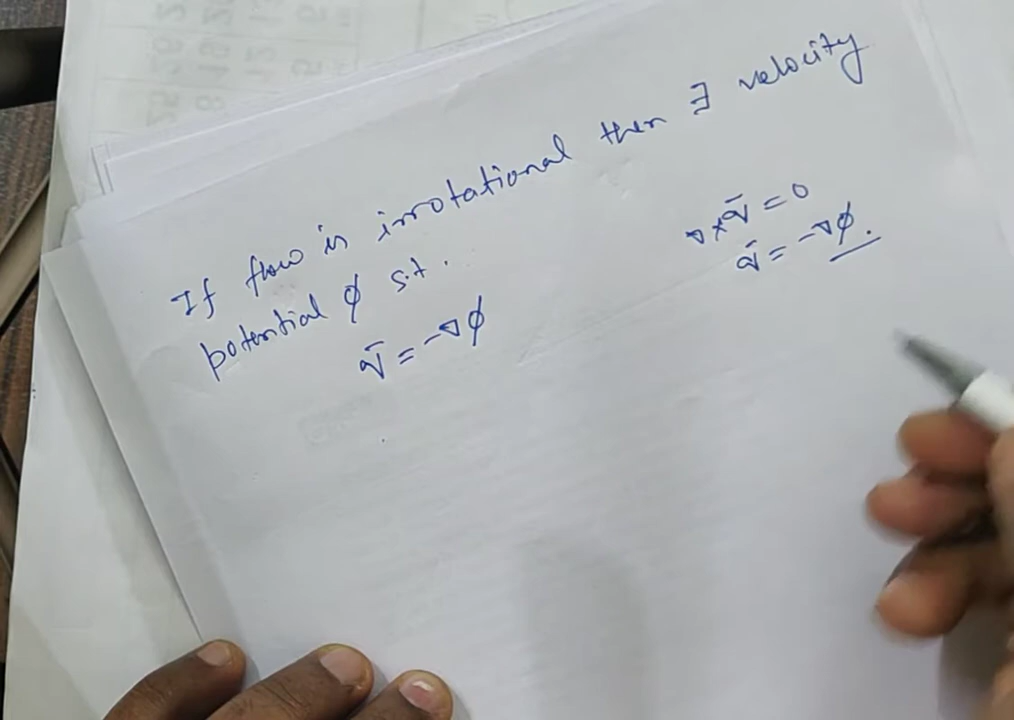 If flow is irrotational then ∃ velocity
potential ϕ s.t.
q̄ = -∇ϕ
∇×q̄ = 0
q̄ = -∇ϕ.